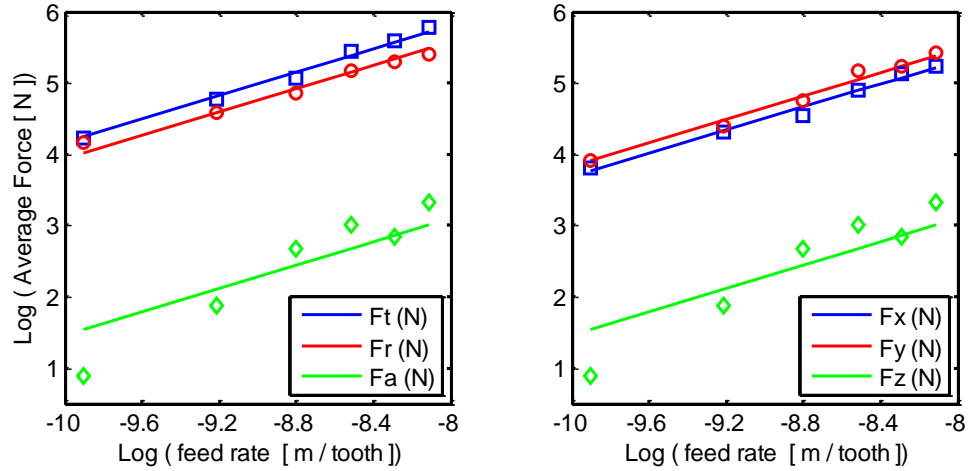 6
5
4
3
2
1
-10
-9.6
-9.2
-8.8
-8.4
-8
Log ( Average Force [ N ] )
Log ( feed rate [ m / tooth] )
Ft (N)
Fr (N)
Fa (N)
6
5
4
3
2
1
-10
-9.6
-9.2
-8.8
-8.4
-8
Log ( feed rate [ m / tooth] )
Fx (N)
Fy (N)
Fz (N)